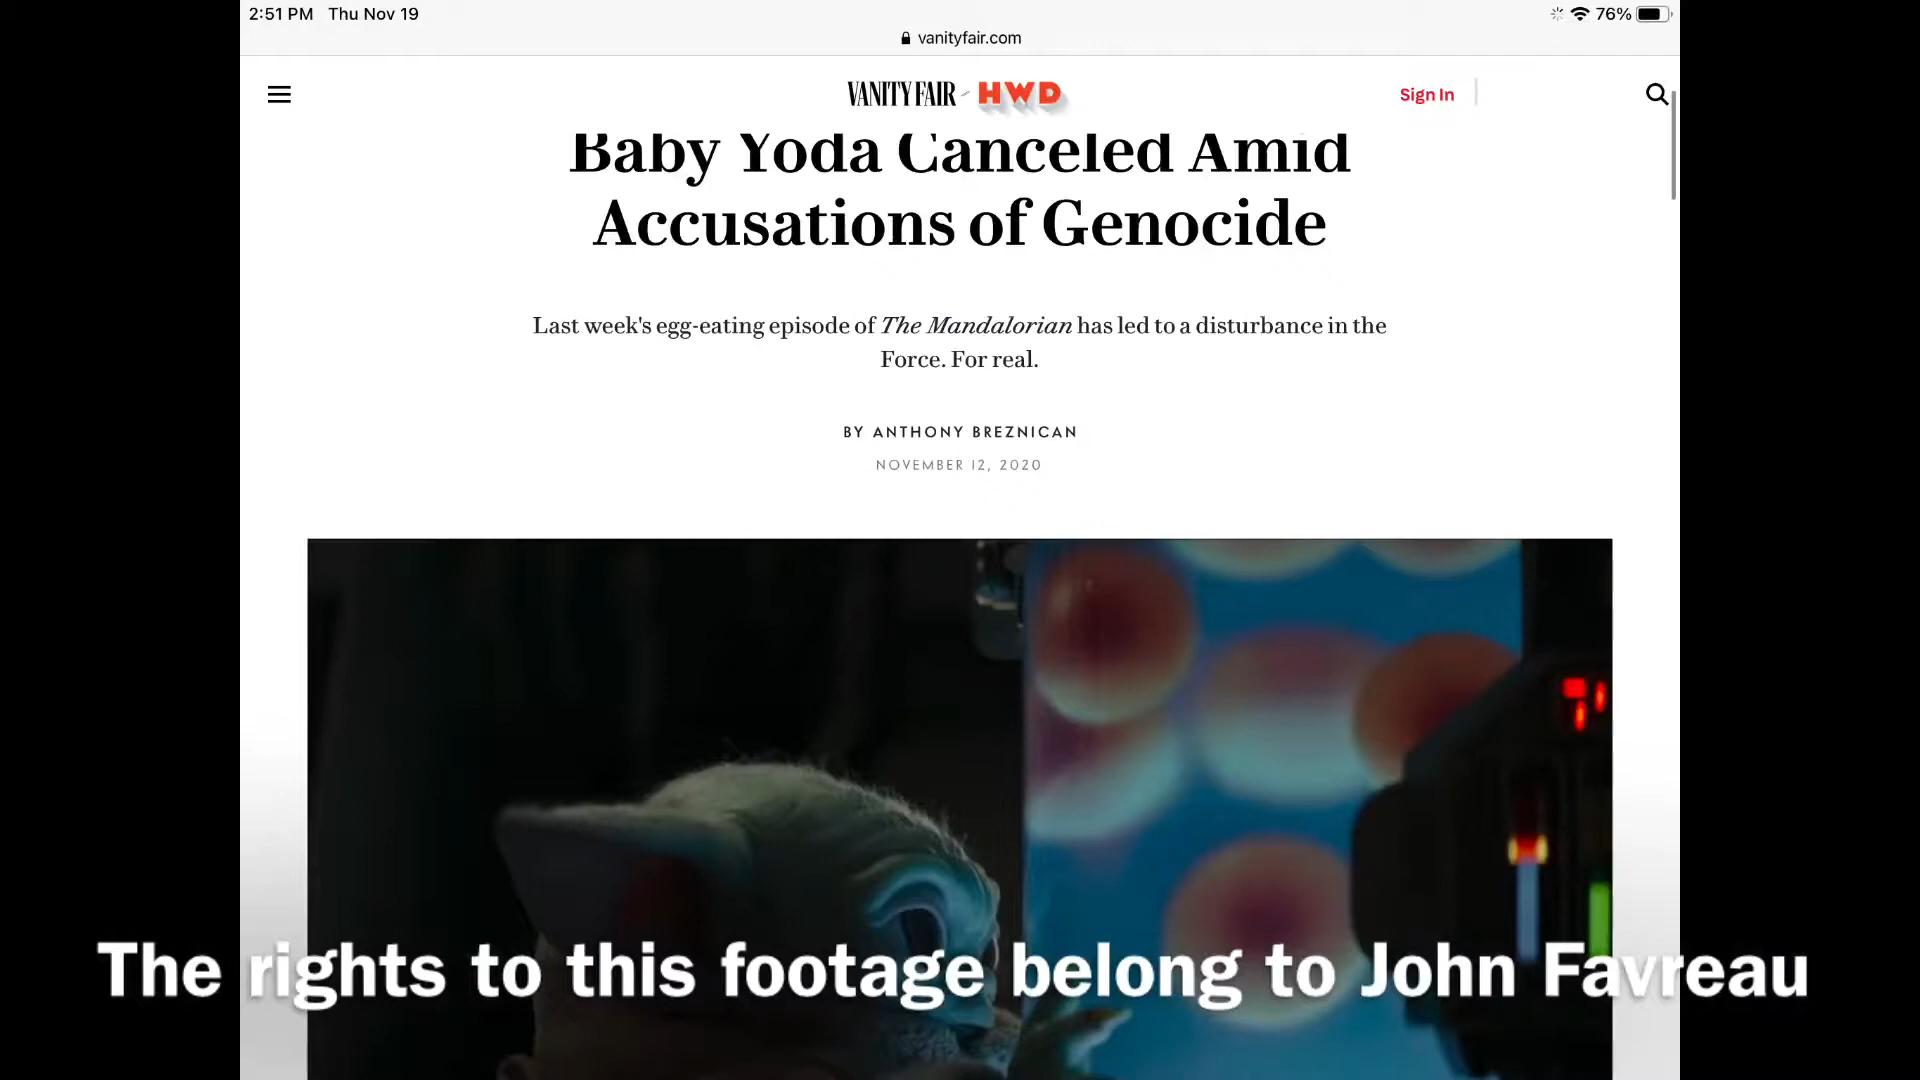 2:51 PM Thu Nov 19
76%
vanityfair.com
VANITY FAIR HWD
Sign In
Baby Yoda Canceled Amid
Accusations of Genocide
Last week's egg-eating episode of The Mandalorian has led to a disturbance in the
Force. For real.
BY ANTHONY BREZNICAN
NOVEMBER 12, 2020
The rights to this footage belong to John Favreau